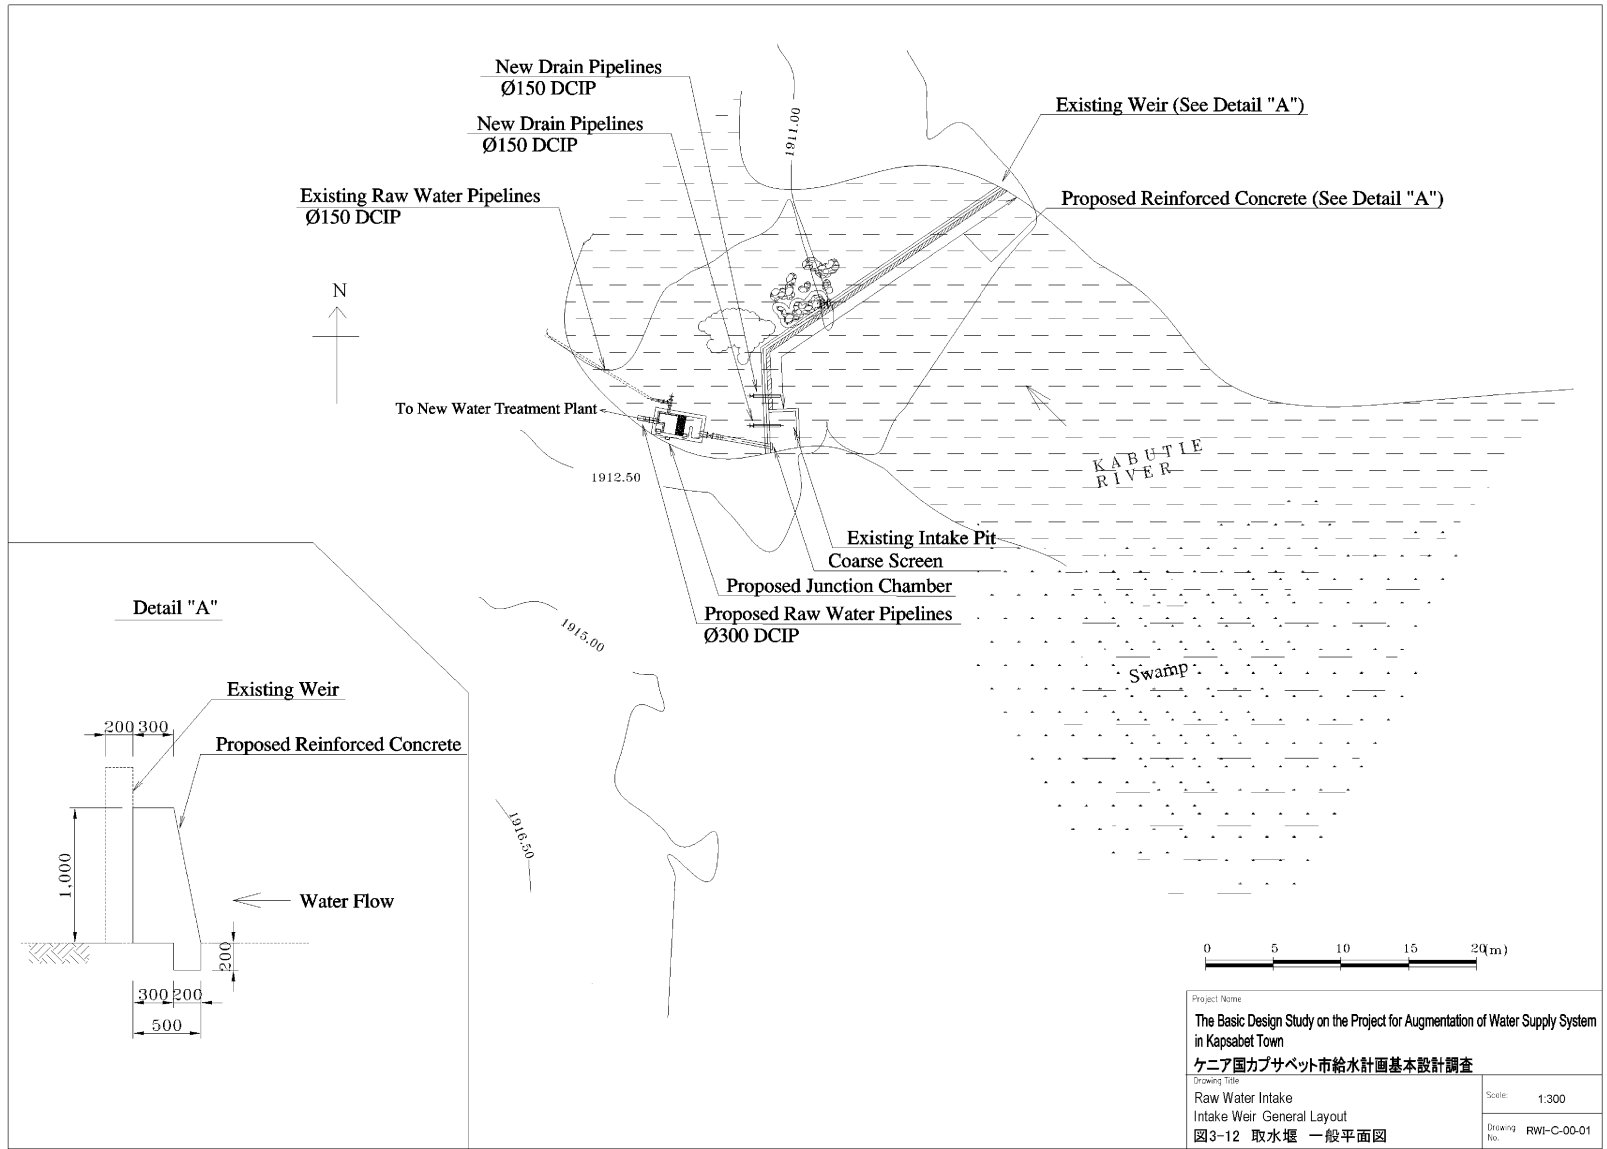 New Drain Pipelines
Ø150 DCIP
New Drain Pipelines
Ø150 DCIP
Existing Raw Water Pipelines
Ø150 DCIP
1911.00
Existing Weir (See Detail "A")
Proposed Reinforced Concrete (See Detail "A")
N
To New Water Treatment Plant
1912.50
KABUTIE
RIVER
Existing Intake Pit
Coarse Screen
Proposed Junction Chamber
Proposed Raw Water Pipelines
Ø300 DCIP
1915.00
Swamp
1916.50
Detail "A"
Existing Weir
200 300
Proposed Reinforced Concrete
1,000
Water Flow
200
300 200
500
0 5 10 15 20(m)
Project Name
The Basic Design Study on the Project for Augmentation of Water Supply System
in Kapsabet Town
ケニア国カプサベット市給水計画基本設計調査
Drawing Title
Raw Water Intake
Intake Weir General Layout
図3-12 取水堰 一般平面図
Scale: 1:300
Drawing
No. RWI-C-00-01